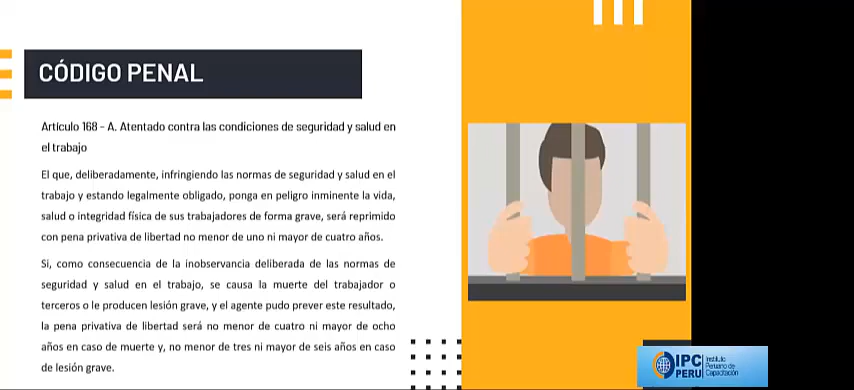 CÓDIGO PENAL
Artículo 168 – A. Atentado contra las condiciones de seguridad y salud en
el trabajo
El que, deliberadamente, infringiendo las normas de seguridad y salud en el
trabajo y estando legalmente obligado, ponga en peligro inminente la vida,
salud o integridad física de sus trabajadores de forma grave, será reprimido
con pena privativa de libertad no menor de uno ni mayor de cuatro años.
Si, como consecuencia de la inobservancia deliberada de las normas de
seguridad y salud en el trabajo, se causa la muerte del trabajador o
terceros o le producen lesión grave, y el agente pudo prever este resultado,
la pena privativa de libertad será no menor de cuatro ni mayor de ocho
años en caso de muerte y, no menor de tres ni mayor de seis años en caso
de lesión grave.
IPC
PERU
Instituto
Peruano de
Capacitación